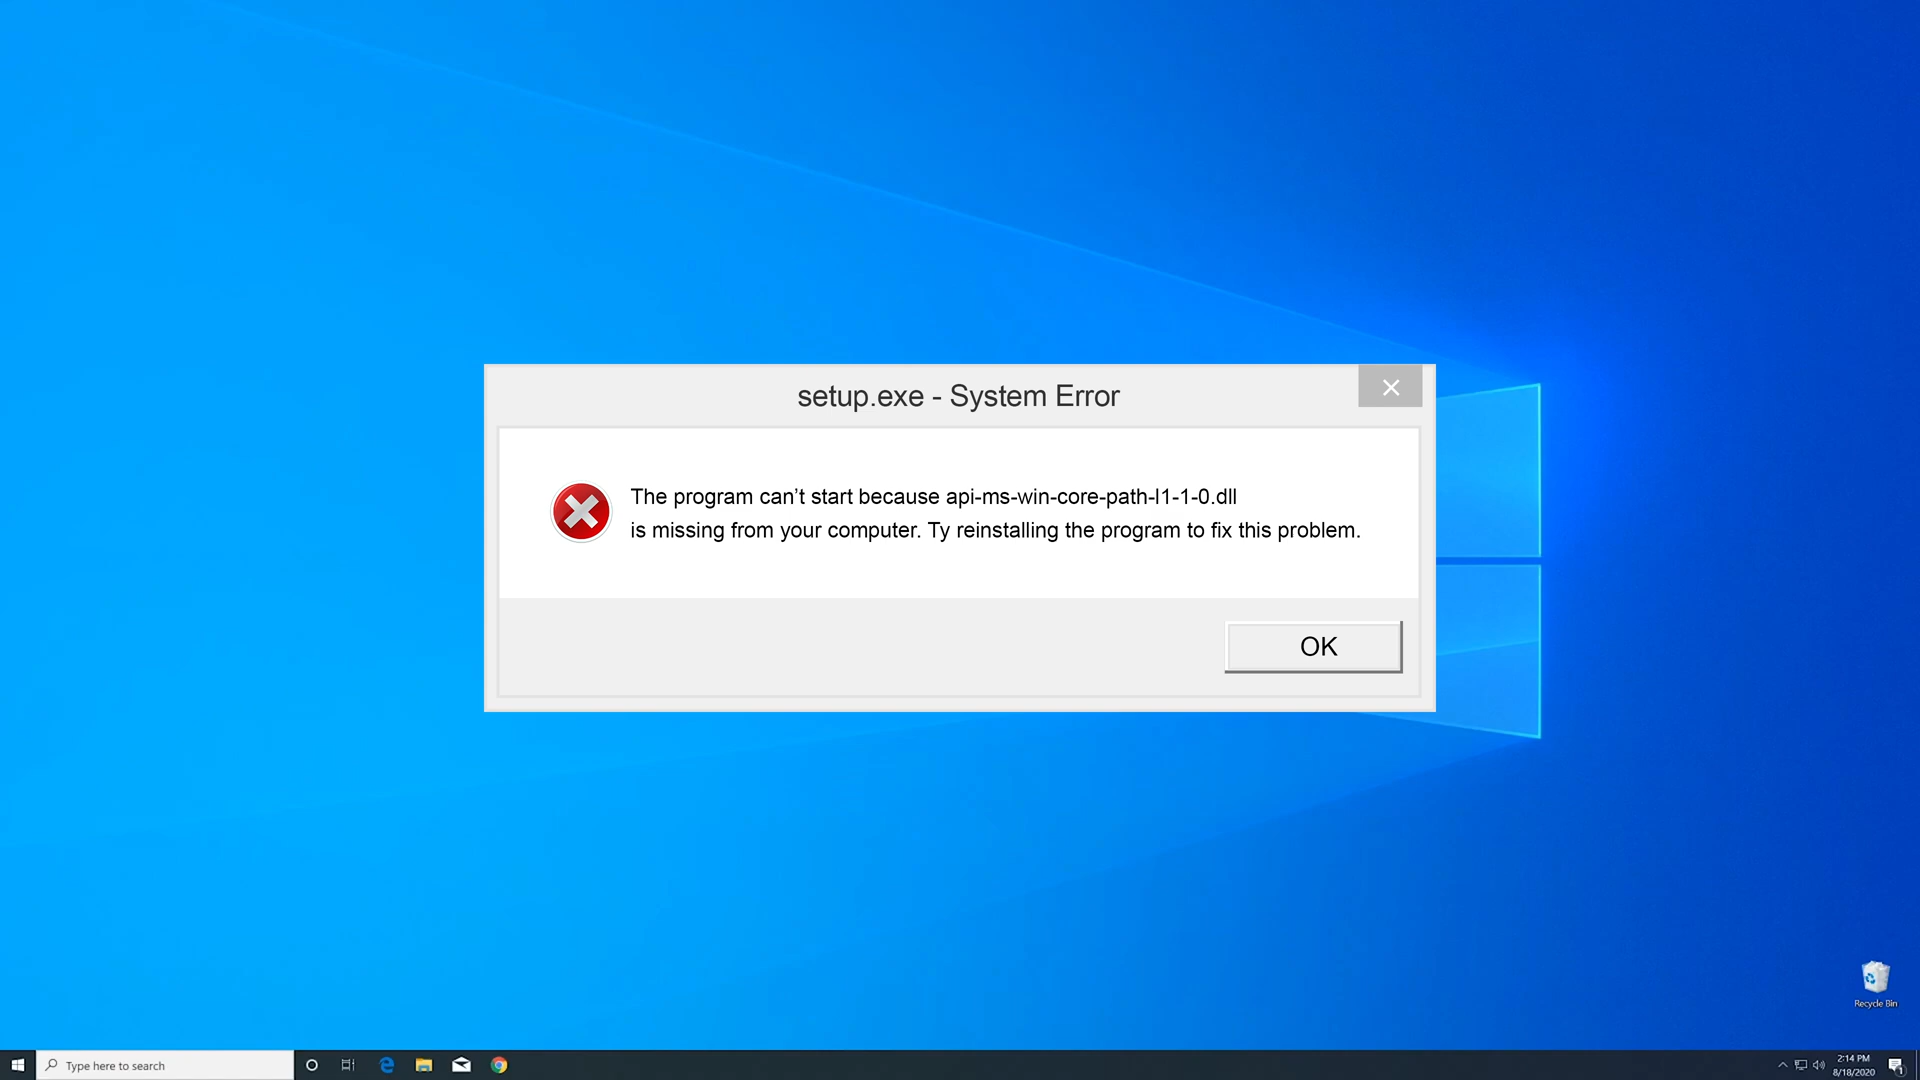 setup.exe - System Error
The program can’t start because api-ms-win-core-path-l1-1-0.dll
is missing from your computer. Ty reinstalling the program to fix this problem.
OK
Recycle Bin
Type here to search
2:14 PM
8/18/2020
1